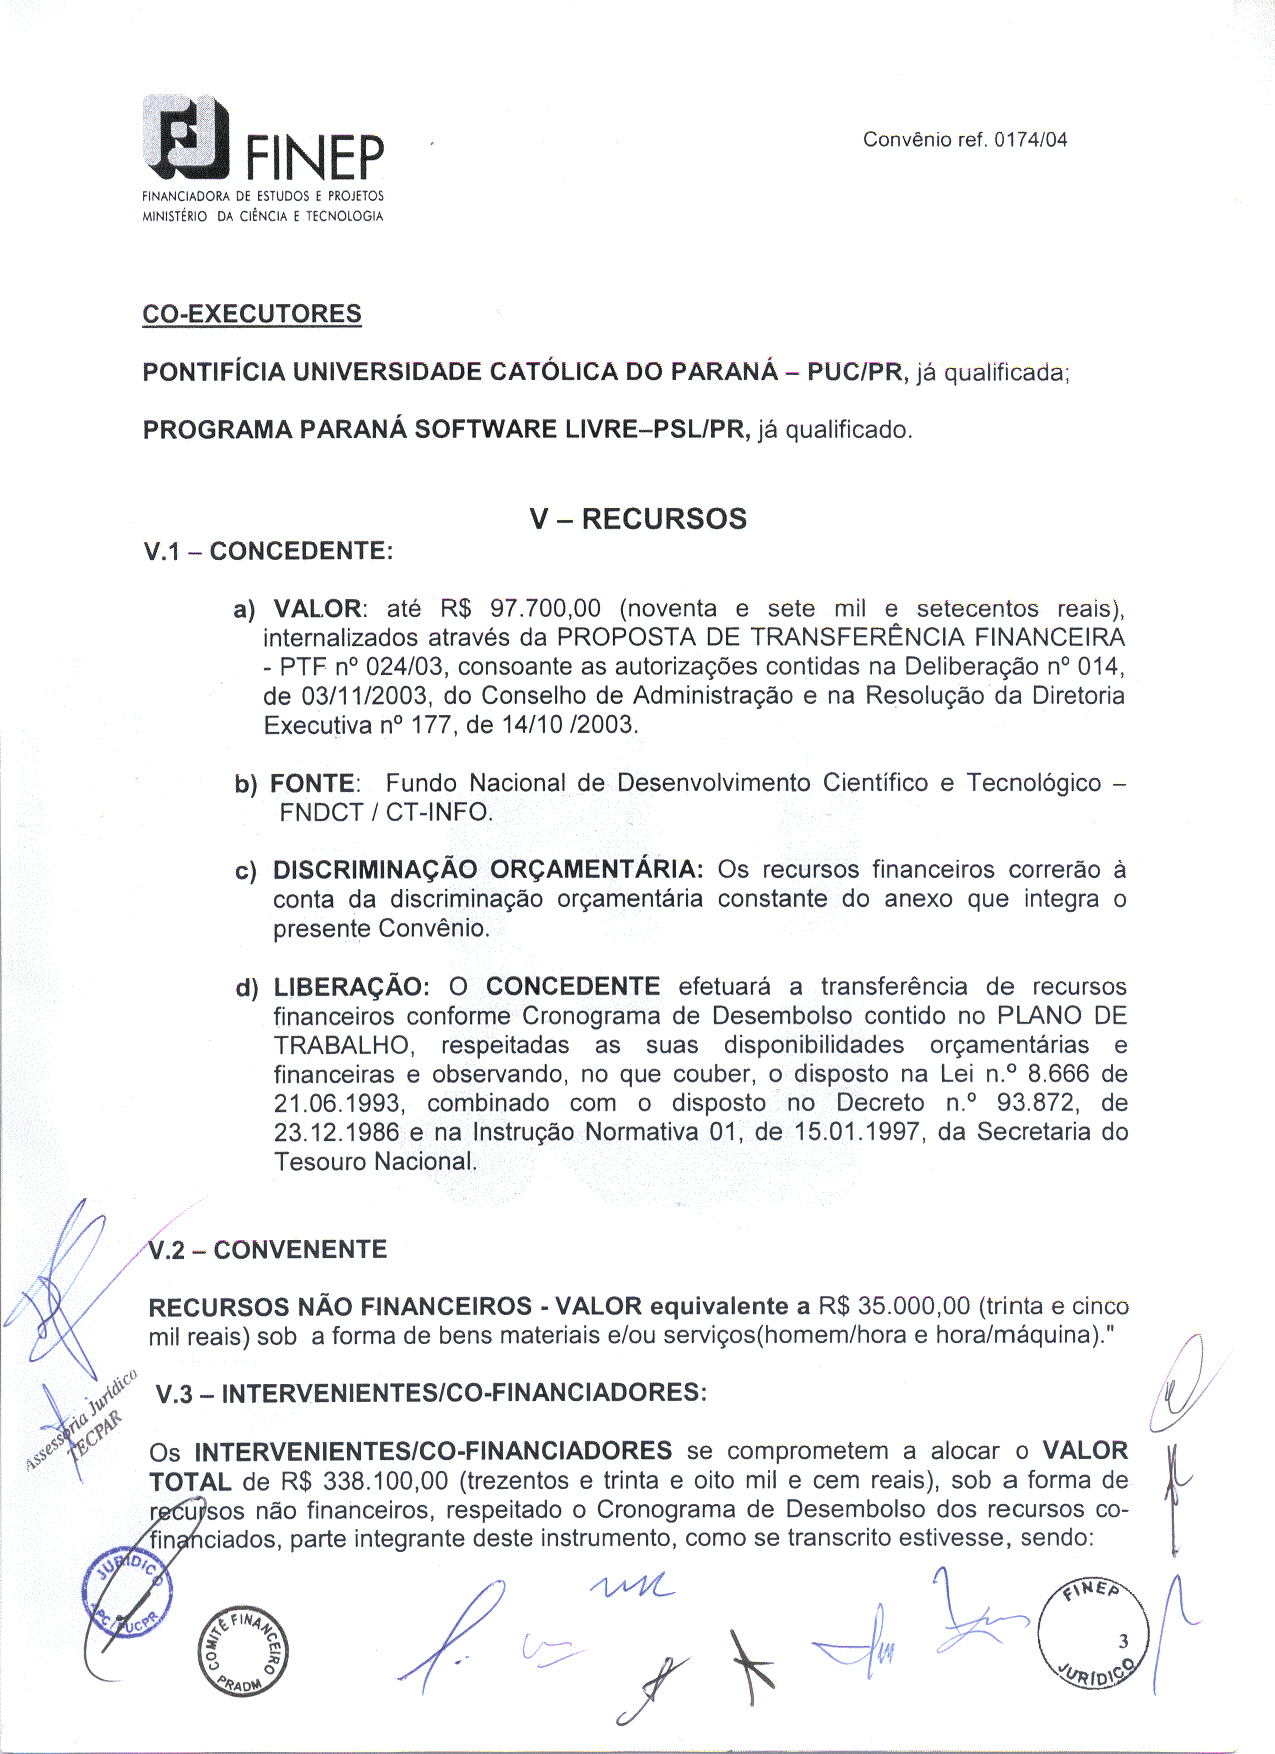 FINEP
FINANCIADORA DE ESTUDOS E PROJETOS
MINISTÉRIO DA CIÊNCIA E TECNOLOGIA
Convênio ref. 0174/04
CO-EXECUTORES
PONTIFÍCIA UNIVERSIDADE CATÓLICA DO PARANÁ – PUC/PR, já qualificada;
PROGRAMA PARANÁ SOFTWARE LIVRE–PSL/PR, já qualificado.
V – RECURSOS
V.1 – CONCEDENTE:
a) VALOR: até R$ 97.700,00 (noventa e sete mil e setecentos reais),
internalizados através da PROPOSTA DE TRANSFERÊNCIA FINANCEIRA
- PTF nº 024/03, consoante as autorizações contidas na Deliberação nº 014,
de 03/11/2003, do Conselho de Administração e na Resolução da Diretoria
Executiva nº 177, de 14/10 /2003.
b) FONTE: Fundo Nacional de Desenvolvimento Científico e Tecnológico –
FNDCT / CT-INFO.
c) DISCRIMINAÇÃO ORÇAMENTÁRIA: Os recursos financeiros correrão à
conta da discriminação orçamentária constante do anexo que integra o
presente Convênio.
d) LIBERAÇÃO: O CONCEDENTE efetuará a transferência de recursos
financeiros conforme Cronograma de Desembolso contido no PLANO DE
TRABALHO, respeitadas as suas disponibilidades orçamentárias e
financeiras e observando, no que couber, o disposto na Lei n.º 8.666 de
21.06.1993, combinado com o disposto no Decreto n.º 93.872, de
23.12.1986 e na Instrução Normativa 01, de 15.01.1997, da Secretaria do
Tesouro Nacional.
V.2 – CONVENENTE
RECURSOS NÃO FINANCEIROS - VALOR equivalente a R$ 35.000,00 (trinta e cinco
mil reais) sob a forma de bens materiais e/ou serviços(homem/hora e hora/máquina)."
V.3 – INTERVENIENTES/CO-FINANCIADORES:
Assessoria Jurídico
TECPAR
Os INTERVENIENTES/CO-FINANCIADORES se comprometem a alocar o VALOR
TOTAL de R$ 338.100,00 (trezentos e trinta e oito mil e cem reais), sob a forma de
recursos não financeiros, respeitado o Cronograma de Desembolso dos recursos co-
financiados, parte integrante deste instrumento, como se transcrito estivesse, sendo:
JURÍDICO
APC/PUCPR
COMITÊ FINANCEIRO
PRADM
FINEP
3
JURÍDICO